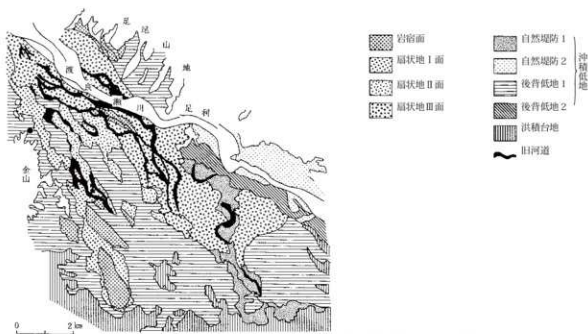 足尾山地
渡良瀬川
足利
金山
0 2km
岩宿面
扇状地Ⅰ面
扇状地Ⅱ面
扇状地Ⅲ面
自然堤防1
自然堤防2
後背低地1
後背低地2
洪積台地
旧河道
沖積低地